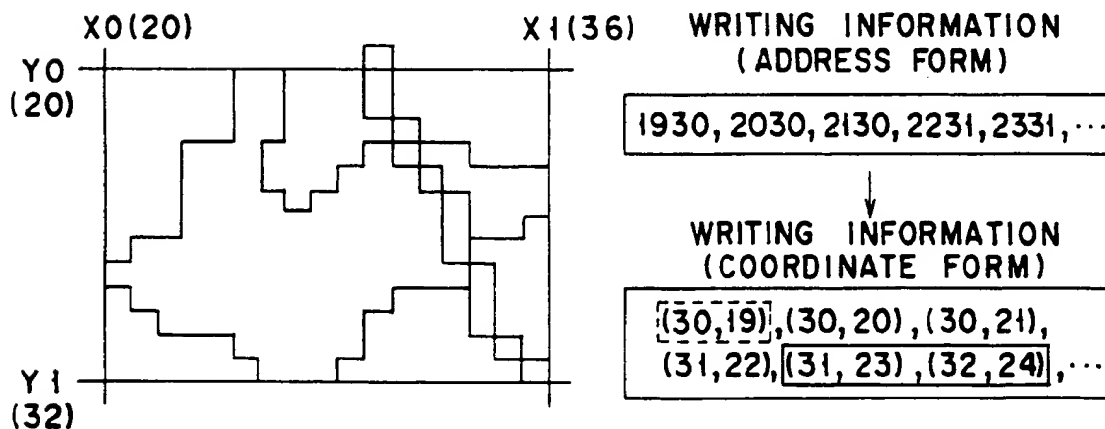 X0(20)
X1(36)
Y0
(20)
Y1
(32)
WRITING INFORMATION
(ADDRESS FORM)
1930, 2030, 2130, 2231, 2331, ...
WRITING INFORMATION
(COORDINATE FORM)
(30,19), (30,20), (30,21),
(31,22), (31,23), (32,24), ...